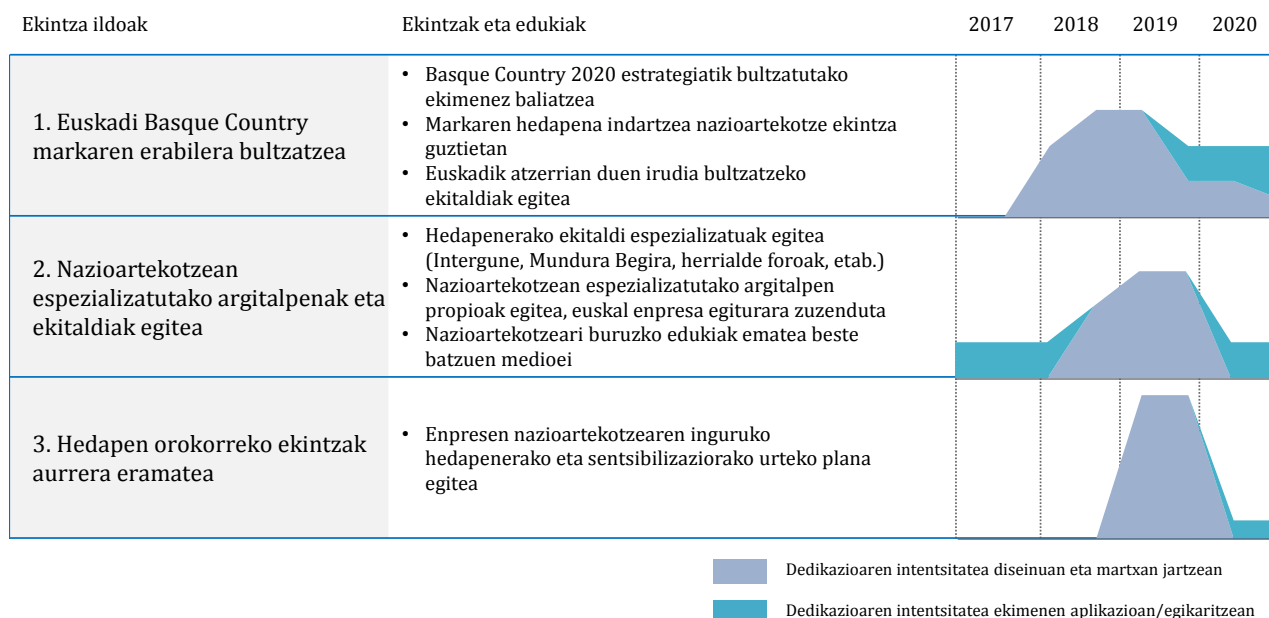 Ekintza ildoak
Ekintzak eta edukiak
2017
2018
2019
2020
1. Euskadi Basque Country
markaren erabilera bultzatzea
• Basque Country 2020 estrategiatik bultzatutako
ekimenez baliatzea
• Markaren hedapena indartzea nazioartekotze ekintza
guztietan
• Euskadik atzerrian duen irudia bultzatzeko
ekitaldiak egitea
2. Nazioartekotzean
espezializatutako argitalpenak eta
ekitaldiak egitea
• Hedapenerako ekitaldi espezializatuak egitea
(Intergune, Mundura Begira, herrialde foroak, etab.)
• Nazioartekotzean espezializatutako argitalpen
propioak egitea, euskal enpresa egiturara zuzenduta
• Nazioartekotzeari buruzko edukiak ematea beste
batzuen medioei
3. Hedapen orokorreko ekintzak
aurrera eramatea
• Enpresen nazioartekotzearen inguruko
hedapenerako eta sentsibilizaziorako urteko plana
egitea
Dedikazioaren intentsitatea diseinuan eta martxan jartzean
Dedikazioaren intentsitatea ekimenen aplikazioan/egikaritzean